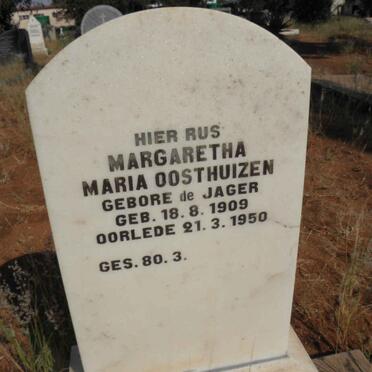 HIER RUS
MARGARETHA
MARIA OOSTHUIZEN
GEBORE de JAGER
GEB. 18. 8. 1909
OORLEDE 21. 3. 1950
GES. 80. 3.